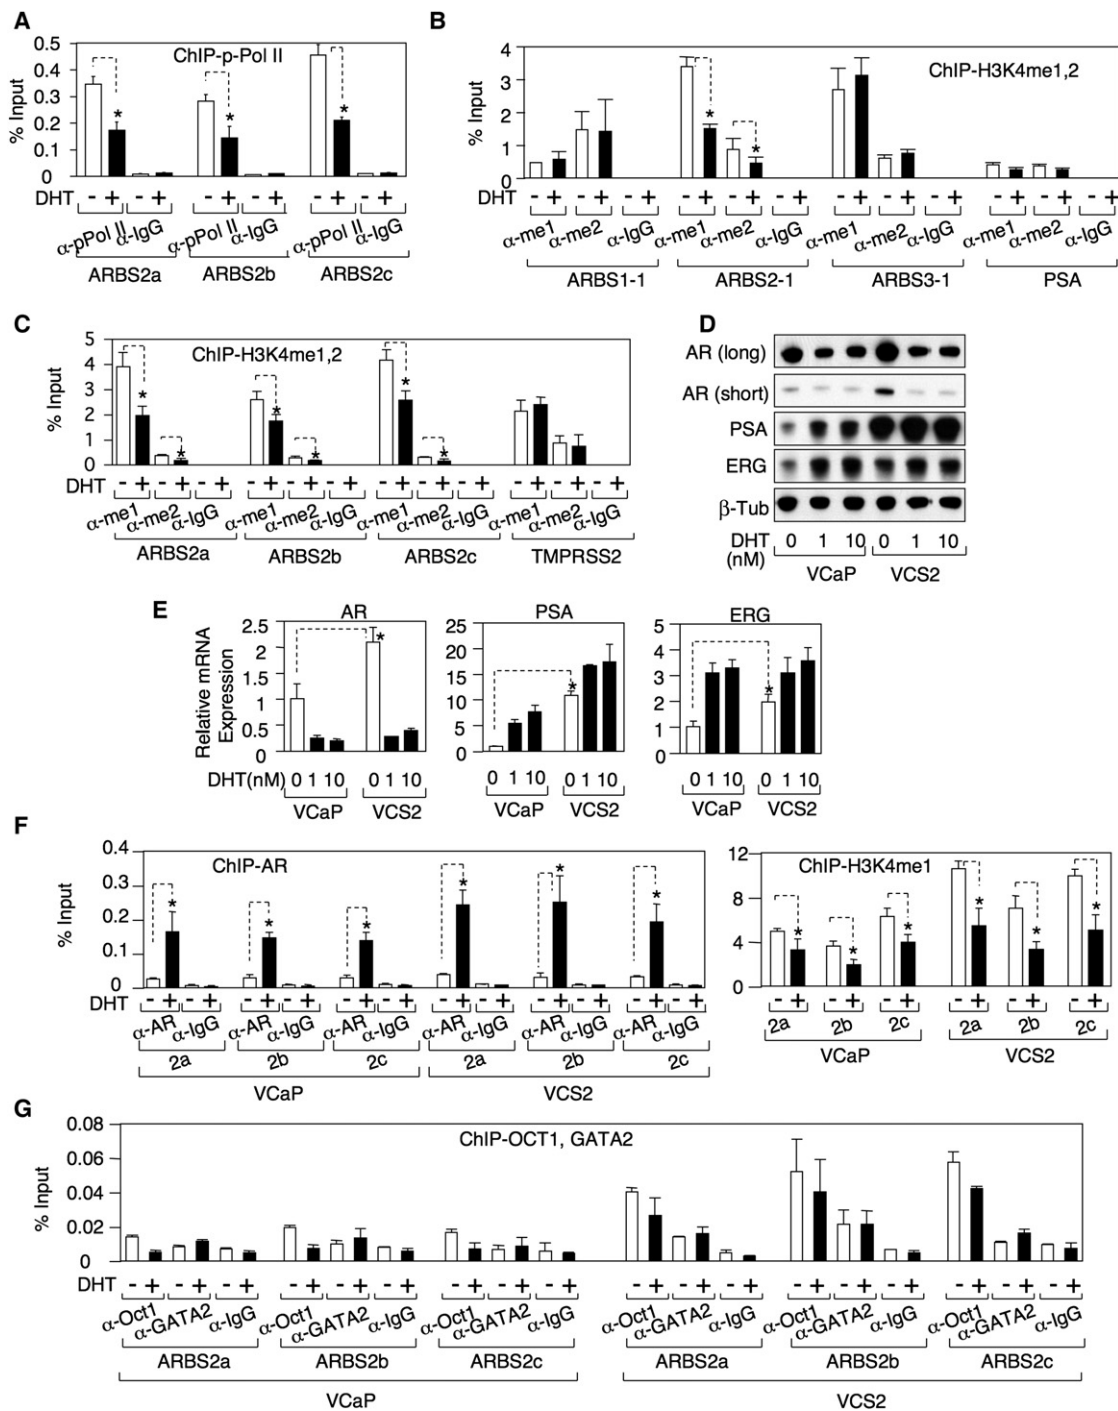 A
ChIP-p-Pol II
% Input
0.5
0.4
0.3
0.2
0.1
0
* * *
DHT - + - + - + - + - + - +
α-pPol II α-IgG α-pPol II α-IgG α-pPol II α-IgG
ARBS2a ARBS2b ARBS2c
B
ChIP-H3K4me1,2
% Input
4
3
2
1
0
* *
DHT - + - + - + - + - + - + - + - + - + - + - + - +
α-me1 α-me2 α-IgG α-me1 α-me2 α-IgG α-me1 α-me2 α-IgG α-me1 α-me2 α-IgG
ARBS1-1 ARBS2-1 ARBS3-1 PSA
C
ChIP-H3K4me1,2
% Input
5
4
3
2
1
0
* * * * * *
DHT - + - + - + - + - + - + - + - + - + - + - + - +
α-me1 α-me2 α-IgG α-me1 α-me2 α-IgG α-me1 α-me2 α-IgG α-me1 α-me2 α-IgG
ARBS2a ARBS2b ARBS2c TMPRSS2
D
AR (long)
AR (short)
PSA
ERG
β-Tub
DHT 0 1 10 0 1 10
(nM)
VCaP VCS2
E
Relative mRNA
Expression
AR
2.5
2
1.5
1
0.5
0
*
DHT(nM) 0 1 10 0 1 10
VCaP VCS2
PSA
25
20
15
10
5
0
*
0 1 10 0 1 10
VCaP VCS2
ERG
5
4
3
2
1
0
*
0 1 10 0 1 10
VCaP VCS2
F
ChIP-AR
% Input
0.4
0.3
0.2
0.1
0
* * * * * *
DHT - + - + - + - + - + - + - + - + - + - + - + - +
α-AR α-IgG α-AR α-IgG α-AR α-IgG α-AR α-IgG α-AR α-IgG α-AR α-IgG
2a 2b 2c 2a 2b 2c
VCaP VCS2
ChIP-H3K4me1
12
8
4
0
* * * * * *
- + - + - + - + - + - +
2a 2b 2c 2a 2b 2c
VCaP VCS2
G
ChIP-OCT1, GATA2
% Input
0.08
0.06
0.04
0.02
0
DHT - + - + - + - + - + - + - + - + - + - + - + - + - + - + - + - + - + - +
α-Oct1 α-GATA2 α-IgG α-Oct1 α-GATA2 α-IgG α-Oct1 α-GATA2 α-IgG α-Oct1 α-GATA2 α-IgG α-Oct1 α-GATA2 α-IgG α-Oct1 α-GATA2 α-IgG
ARBS2a ARBS2b ARBS2c ARBS2a ARBS2b ARBS2c
VCaP VCS2